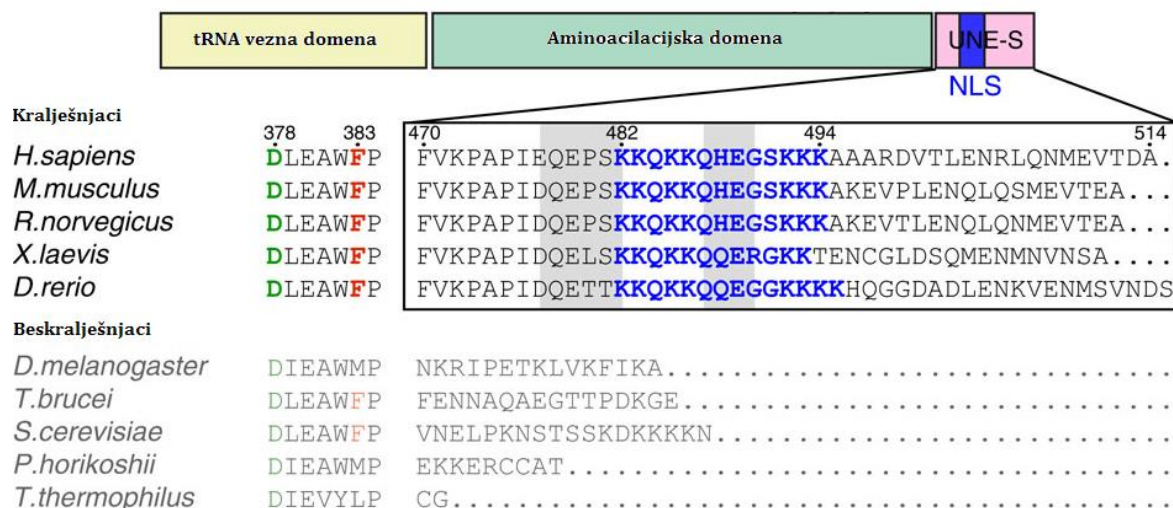 tRNA vezna domena Aminoacilacijska domena UNE-S
NLS
Kralješnjaci
378 383 470 482 494 514
H.sapiens DLEAWFP FVKPAPIEQEPSKKQKKQHEGSKKKAAARDVTLENRLQNMEVTDA.
M.musculus DLEAWFP FVKPAPIDQEPSKKQKKQHEGSKKKAKEVPLENQLQSMEVTEA...
R.norvegicus DLEAWFP FVKPAPIDQEPSKKQKKQHEGSKKKAKEVTLENQLQNMEVTEA...
X.laevis DLEAWFP FVKPAPIDQELSKKQKKQQERGKKTENCGLDSQMENMNVNSA....
D.rerio DLEAWFP FVKPAPIDQETTKKQKKQQEGGKKKKHQGGDADLENKVENMSVNDS
Beskralješnjaci
D.melanogaster DIEAWMP NKRIPETKLVKFIKA...............................
T.brucei DLEAWFP FENNAQAEGTTPDKGE..............................
S.cerevisiae DLEAWFP VNELPKNSTSSKDKKKKN............................
P.horikoshii DIEAWMP EKKERCCAT.....................................
T.thermophilus DIEVYLP CG............................................